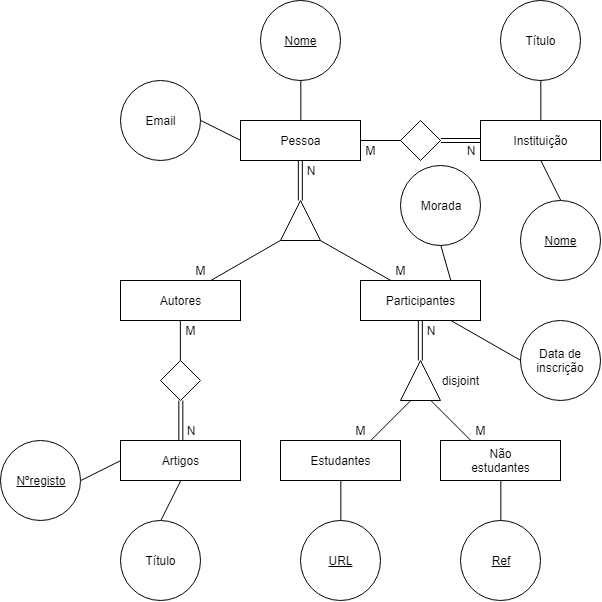 Nome
Título
Email
Pessoa
M
N
Instituição
N
Morada
Nome
M
M
Autores
Participantes
M
N
Data de
inscrição
disjoint
N
M
M
Artigos
Estudantes
Não
estudantes
Nºregisto
Título
URL
Ref